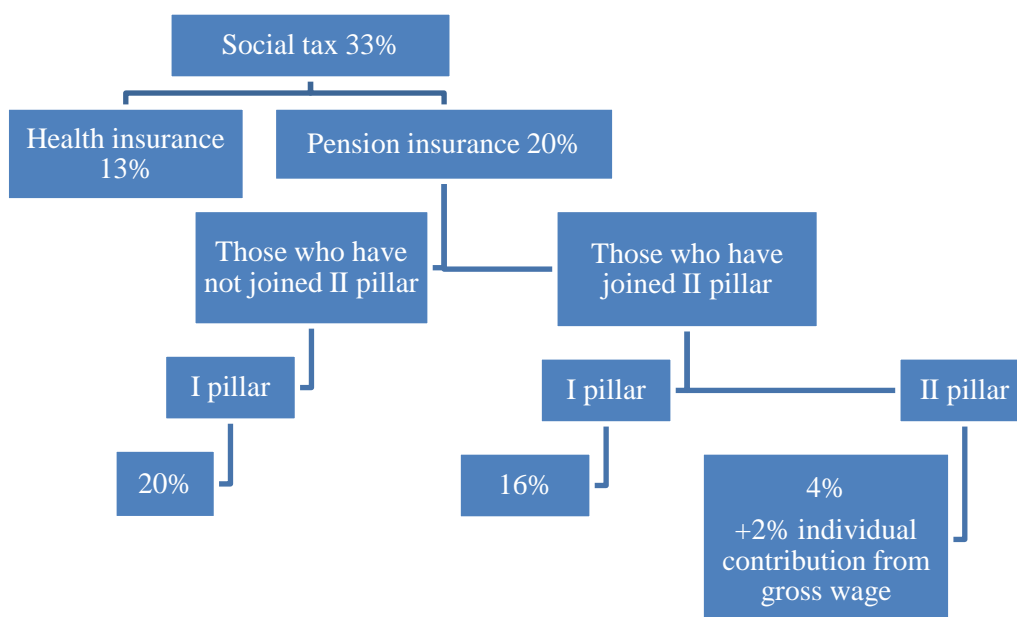 Social tax 33%
Health insurance
13%
Pension insurance 20%
Those who have
not joined II pillar
Those who have
joined II pillar
I pillar
I pillar
II pillar
20%
16%
4%
+2% individual
contribution from
gross wage